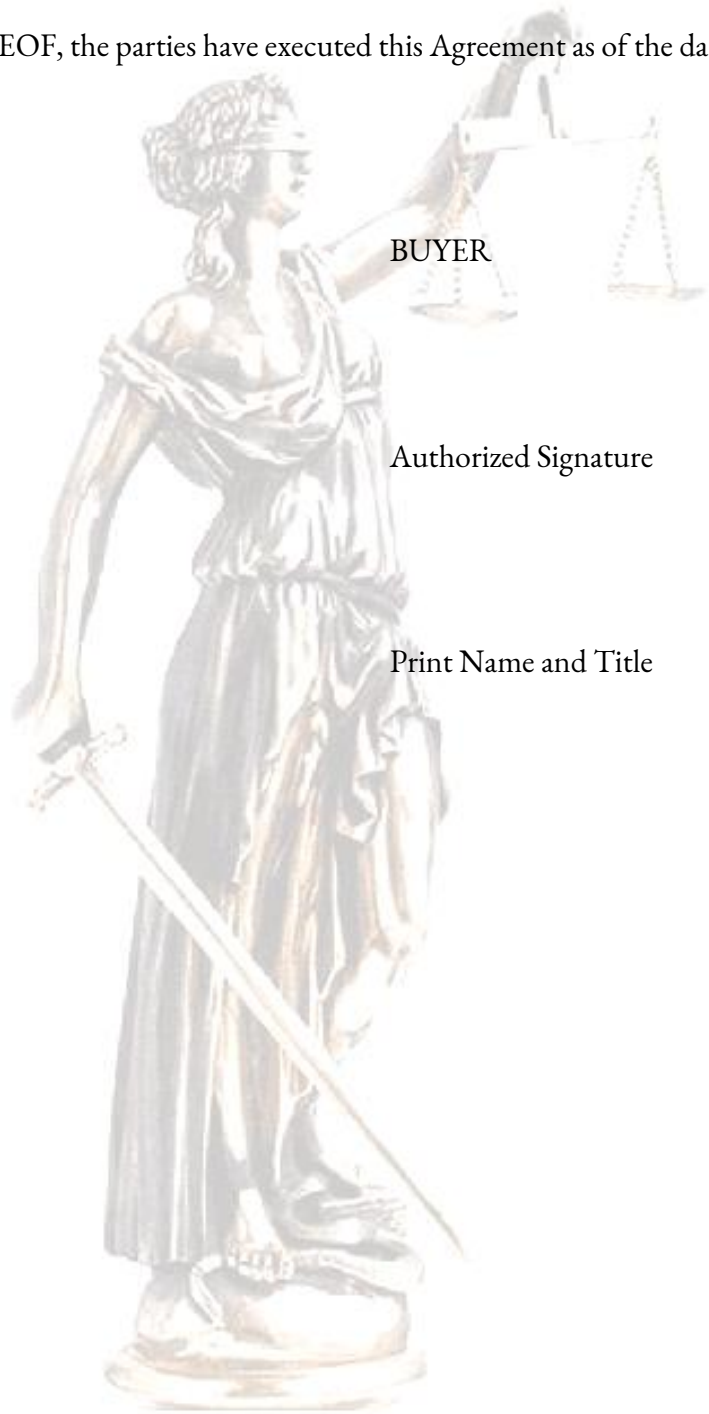 EOF, the parties have executed this Agreement as of the da
BUYER
Authorized Signature
Print Name and Title